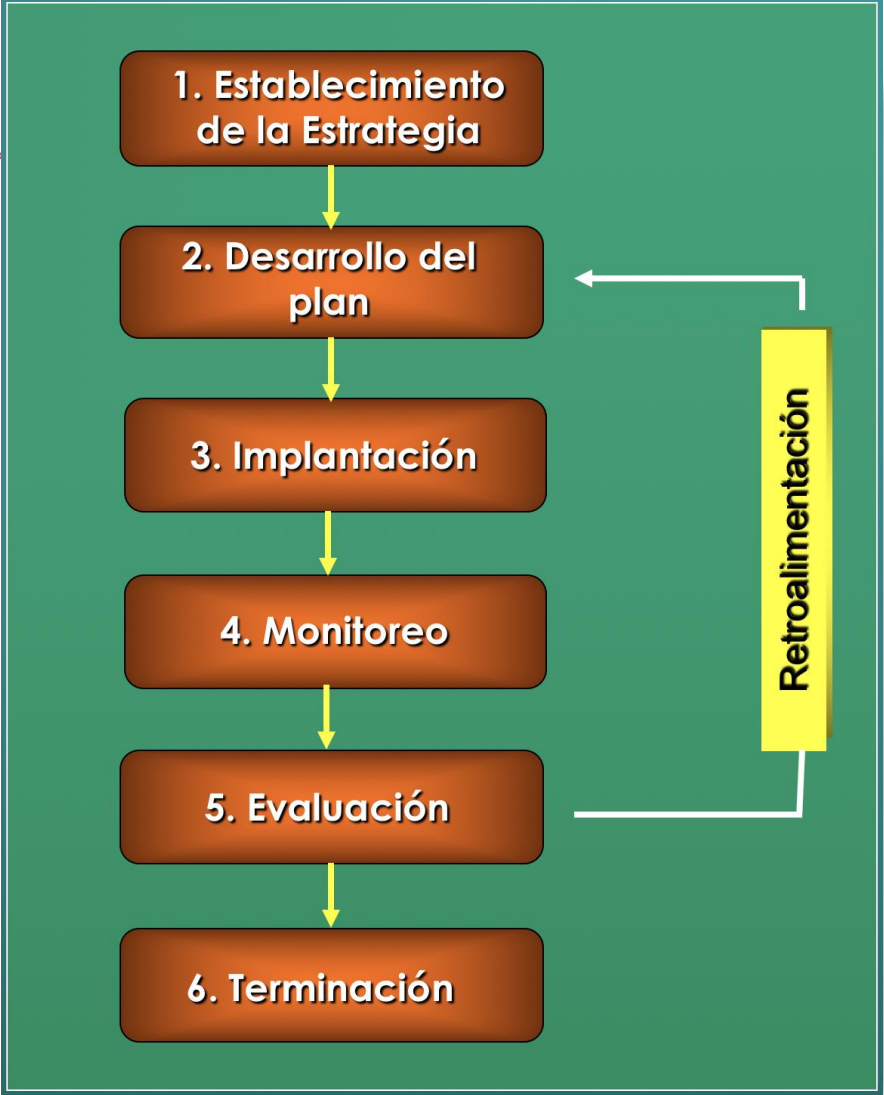 1. Establecimiento
de la Estrategia
2. Desarrollo del
plan
3. Implantación
4. Monitoreo
5. Evaluación
6. Terminación
Retroalimentación